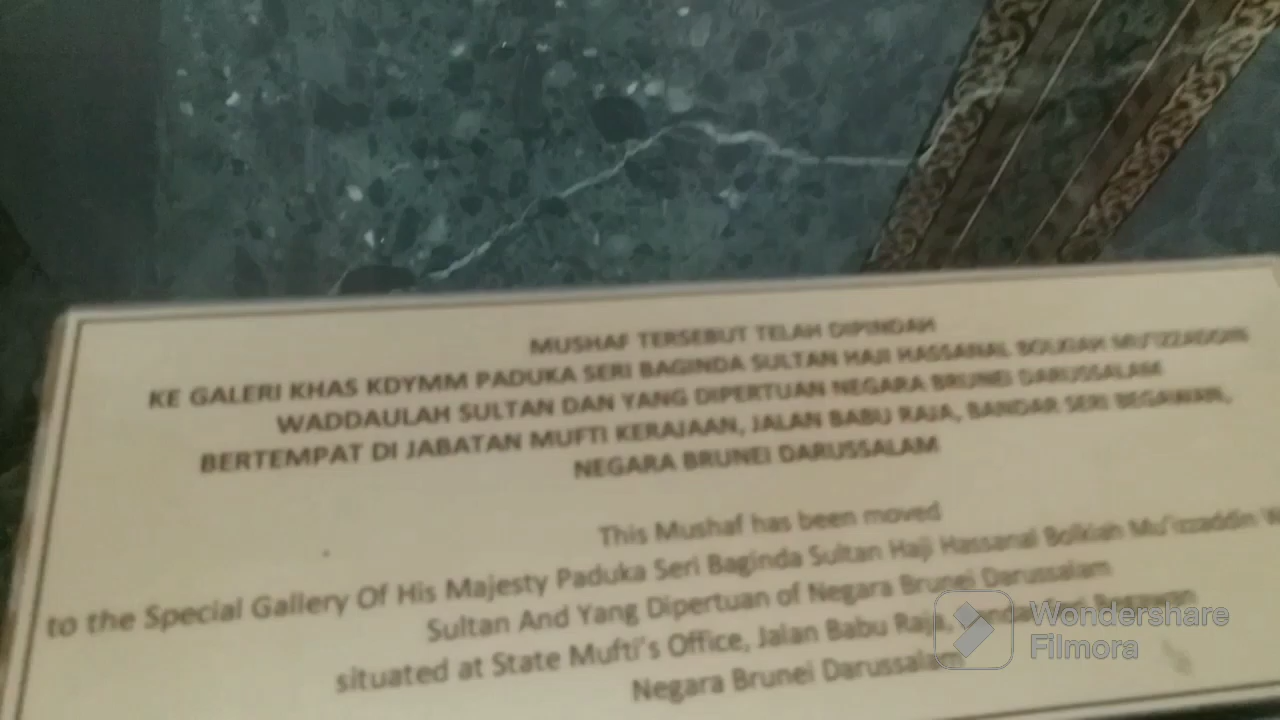 MUSHAF TERSEBUT TELAH DIPINDAH
KE GALERI KHAS KDYMM PADUKA SERI BAGINDA SULTAN HAJI HASSANAL BOLKIAH MU'IZZADDIN
WADDAULAH SULTAN DAN YANG DIPERTUAN NEGARA BRUNEI DARUSSALAM
BERTEMPAT DI JABATAN MUFTI KERAJAAN, JALAN BABU RAJA, BANDAR SERI BEGAWAN,
NEGARA BRUNEI DARUSSALAM
This Mushaf has been moved
to the Special Gallery Of His Majesty Paduka Seri Baginda Sultan Haji Hassanal Bolkiah Mu'izzaddin W
Sultan And Yang Dipertuan of Negara Brunei Darussalam
situated at State Mufti's Office, Jalan Babu Raja, Bandar Seri Begawan
Negara Brunei Darussalam
Wondershare
Filmora